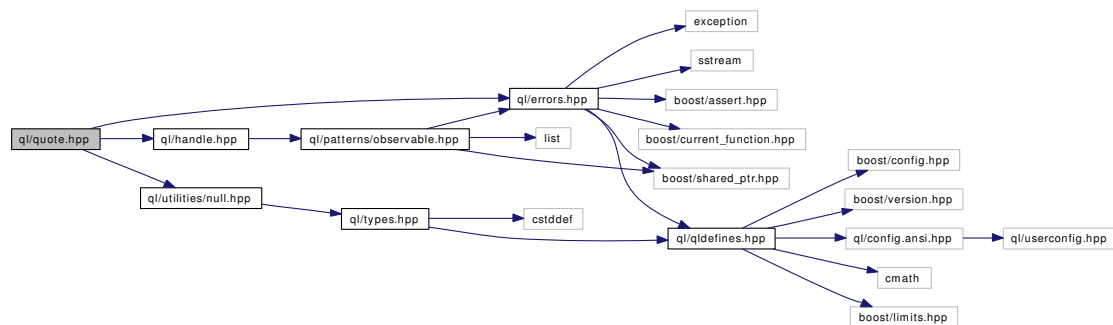 ql/quote.hpp
ql/handle.hpp
ql/utilities/null.hpp
ql/patterns/observable.hpp
ql/types.hpp
ql/errors.hpp
list
cstddef
exception
sstream
boost/assert.hpp
boost/current_function.hpp
boost/shared_ptr.hpp
ql/qldefines.hpp
boost/config.hpp
boost/version.hpp
ql/config.ansi.hpp
cmath
boost/limits.hpp
ql/userconfig.hpp